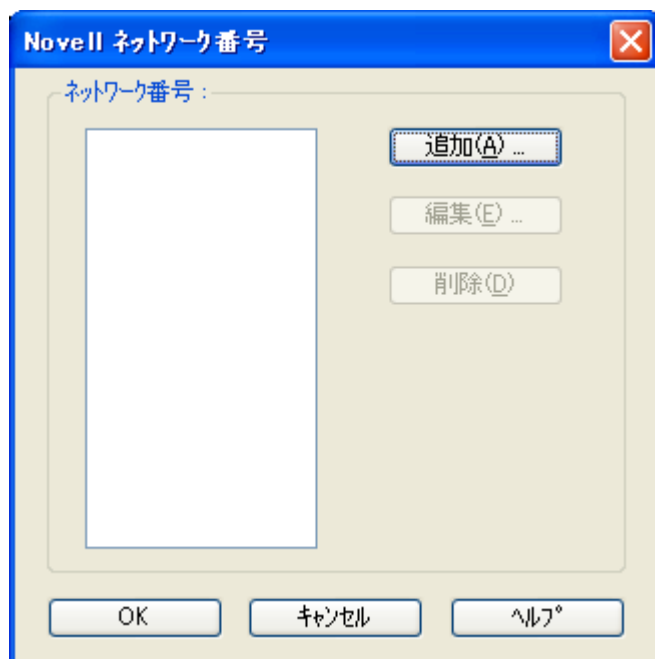 Novell ネットワーク番号
ネットワーク番号 :
追加(A) ...
編集(E) ...
削除(D)
OK キャンセル ヘルプ